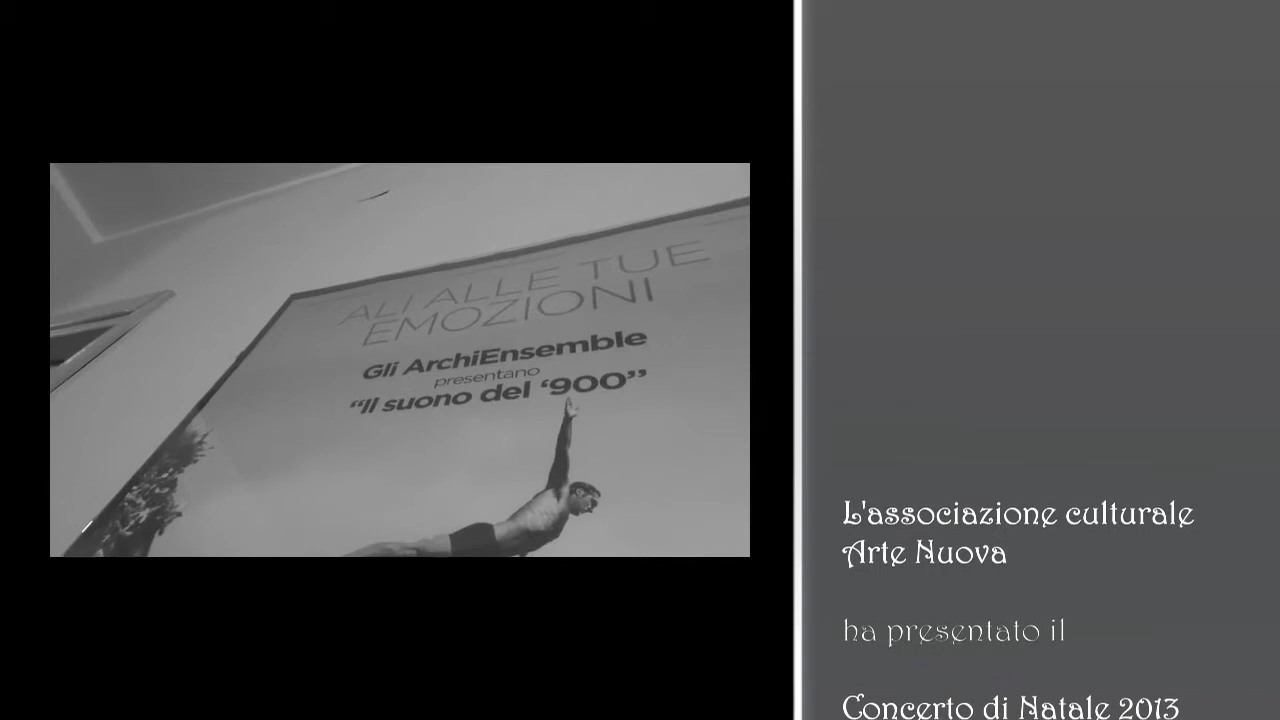 ALI ALLE TUE
EMOZIONI
Gli ArchiEnsemble
presentano
“Il suono del ‘900”
L'associazione culturale
Arte Nuova
ha presentato il
Concerto di Natale 2013